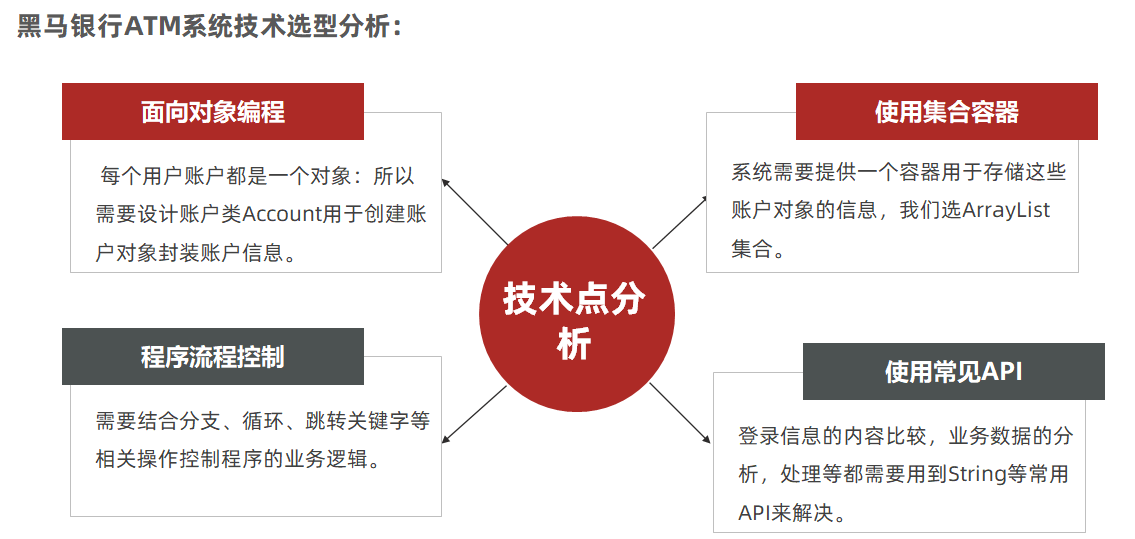 黑马银行ATM系统技术选型分析：
面向对象编程
每个用户账户都是一个对象：所以
需要设计账户类Account用于创建账
户对象封装账户信息。
使用集合容器
系统需要提供一个容器用于存储这些
账户对象的信息，我们选ArrayList
集合。
技术点分
析
程序流程控制
需要结合分支、循环、跳转关键字等
相关操作控制程序的业务逻辑。
使用常见API
登录信息的内容比较，业务数据的分
析，处理等都需要用到String等常用
API来解决。